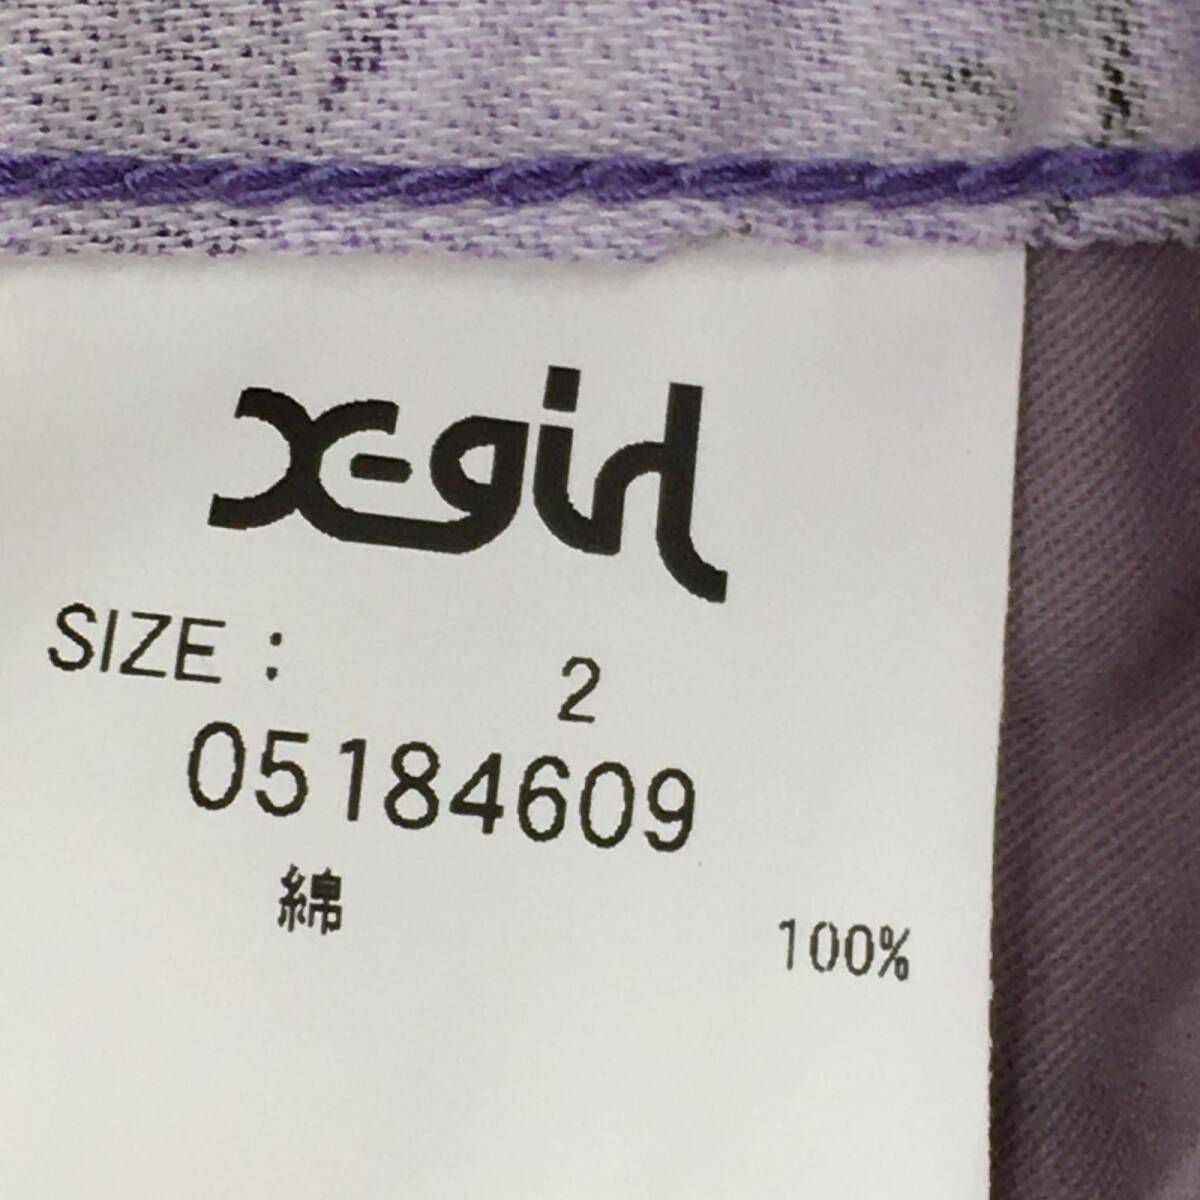 X-girl
SIZE : 2
05184609
綿 100%